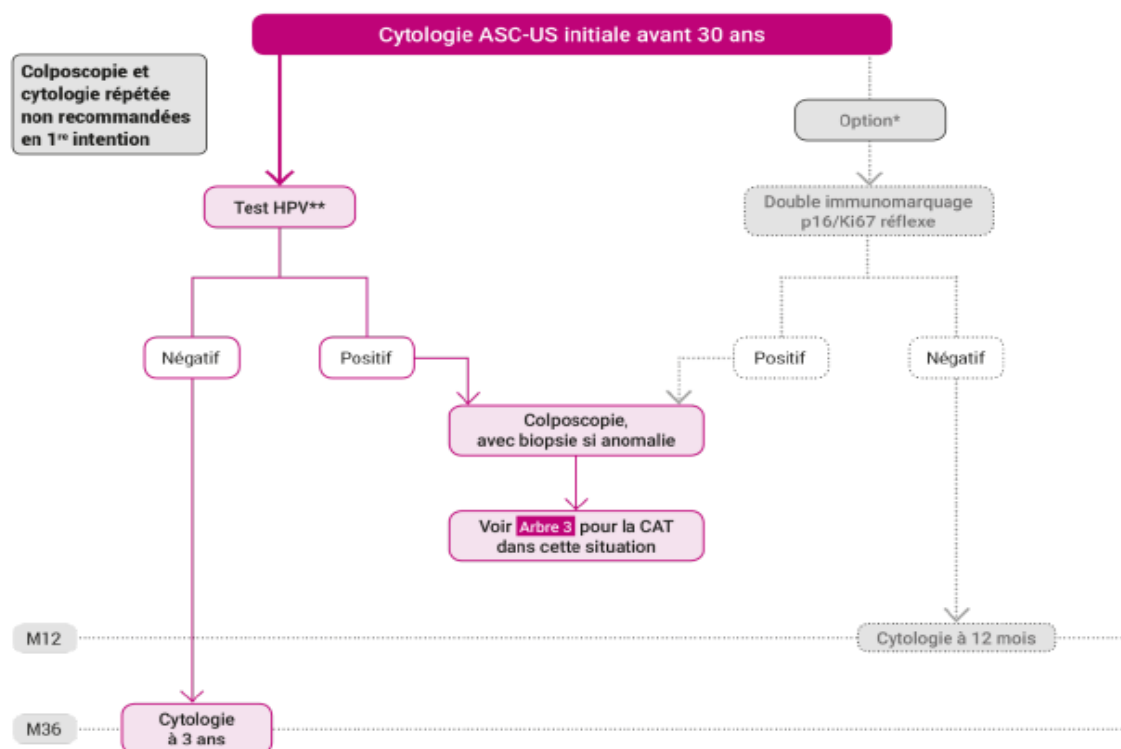 Cytologie ASC-US initiale avant 30 ans
Colposcopie et
cytologie répétée
non recommandées
en 1re intention
Option*
Test HPV**
Double immunomarquage
p16/Ki67 réflexe
Négatif
Positif
Positif
Négatif
Colposcopie,
avec biopsie si anomalie
Voir Arbre 3 pour la CAT
dans cette situation
M12
Cytologie à 12 mois
M36
Cytologie
à 3 ans